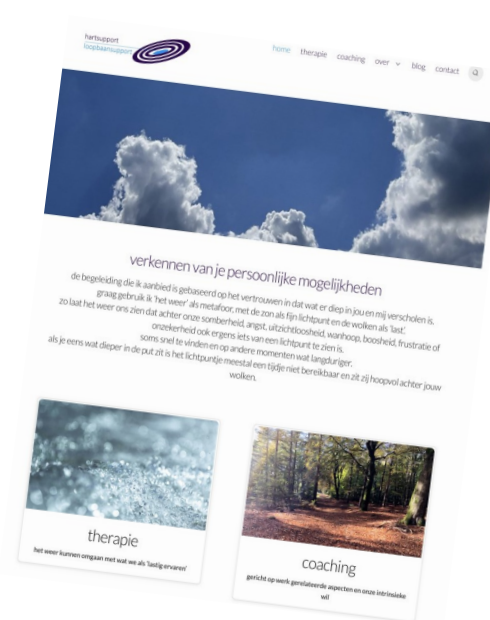 hartsupport
loopbaansupport
home therapie coaching over blog contact
verkennen van je persoonlijke mogelijkheden
de begeleiding die ik aanbied is gebaseerd op het vertrouwen in dat wat er diep in jou en mij verscholen is.
graag gebruik ik 'het weer' als metafoor, met de zon als fijn lichtpunt en de wolken als 'last'.
zo laat het weer ons zien dat achter onze somberheid, angst, uitzichtloosheid, wanhoop, boosheid, frustratie of
onzekerheid ook ergens iets van een lichtpunt te zien is.
soms snel te vinden en op andere momenten wat langduriger.
als je eens wat dieper in de put zit is het lichtpuntje meestal een tijdje niet bereikbaar en zit zij hoopvol achter jouw
wolken.
therapie
het weer kunnen omgaan met wat we als 'lastig ervaren'
coaching
gericht op werk gerelateerde aspecten en onze intrinsieke
wil